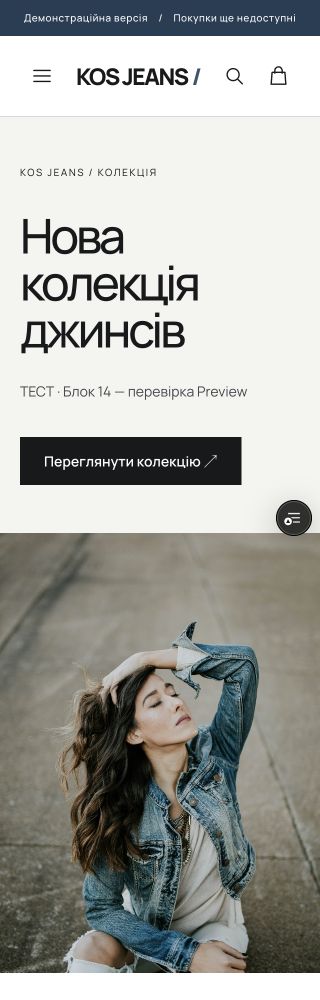 Демонстраційна версія / Покупки ще недоступні
KOS JEANS /
KOS JEANS / КОЛЕКЦІЯ
Нова
колекція
джинсів
ТЕСТ · Блок 14 — перевірка Preview
Переглянути колекцію ↗